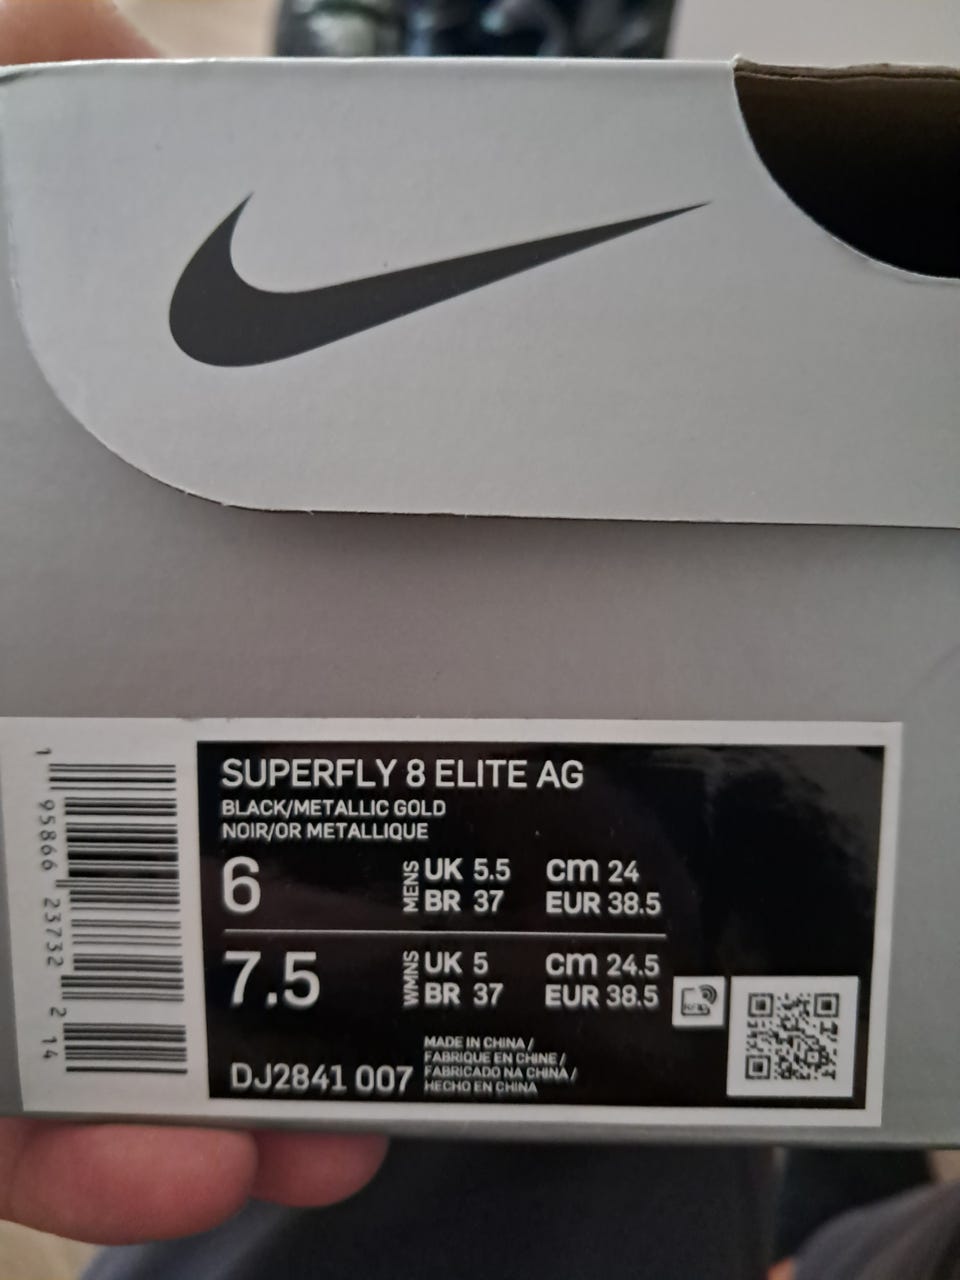 SUPERFLY 8 ELITE AG
BLACK/METALLIC GOLD
NOIR/OR METALLIQUE
6
MENS
UK 5.5 cm 24
BR 37 EUR 38.5
7.5
WMNS
UK 5 cm 24.5
BR 37 EUR 38.5
MADE IN CHINA /
FABRIQUE EN CHINE /
FABRICADO NA CHINA /
HECHO EN CHINA
DJ2841 007
1 95866 23732 2 14